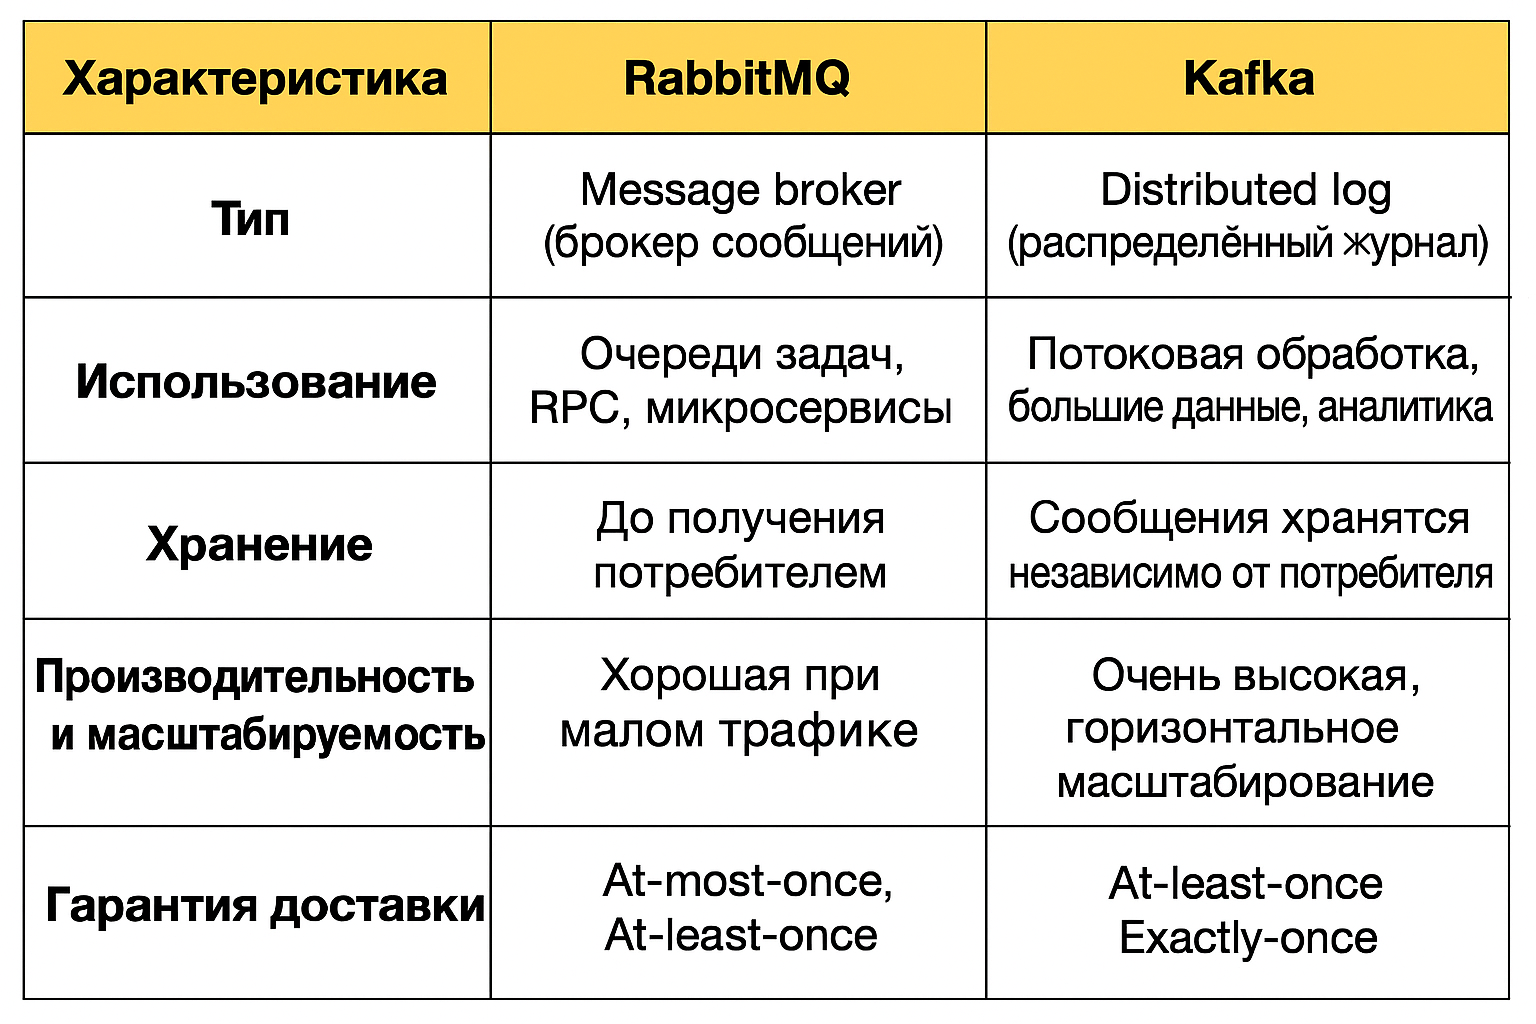 Характеристика
RabbitMQ
Kafka
Тип
Message broker
(брокер сообщений)
Distributed log
(распределённый журнал)
Использование
Очереди задач,
RPC, микросервисы
Потоковая обработка,
большие данные, аналитика
Хранение
До получения
потребителем
Сообщения хранятся
независимо от потребителя
Производительность
и масштабируемость
Хорошая при
малом трафике
Очень высокая,
горизонтальное
масштабирование
Гарантия доставки
At-most-once,
At-least-once
At-least-once
Exactly-once